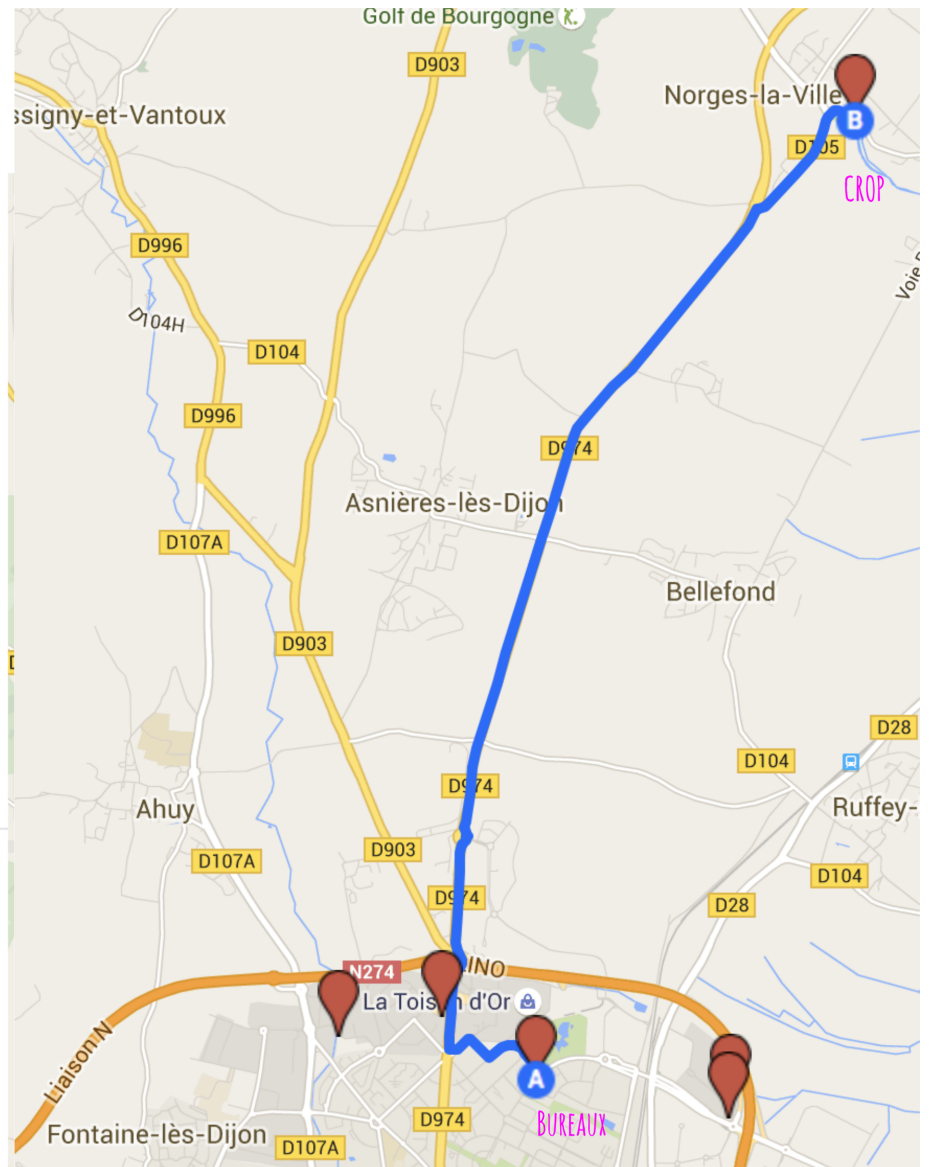 Golf de Bourgogne
D903
Norges-la-Ville
ssigny-et-Vantoux
B
D105
CROP
D996
Voie D
D104H
D104
D996
D974
Asnières-lès-Dijon
D107A
Bellefond
D903
D28
D104
D974
Ahuy
Ruffey-
D903
D107A
D104
D974
D28
LINO
N274
La Toison d'Or
Liaison N
A
Bureaux
D974
Fontaine-lès-Dijon
D107A